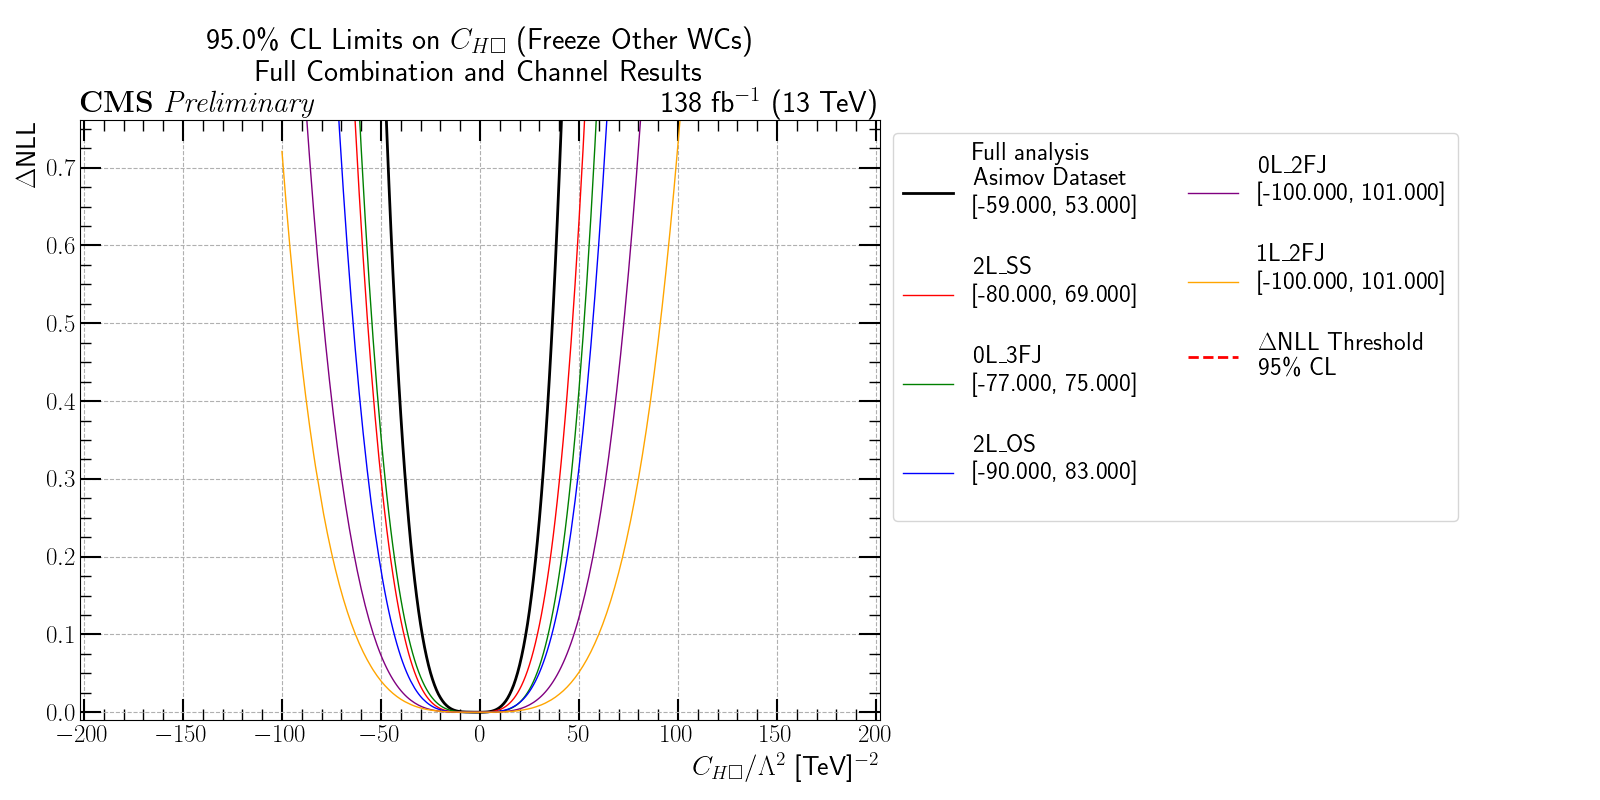 95.0% CL Limits on C_{H□} (Freeze Other WCs)
Full Combination and Channel Results
CMS Preliminary
138 fb⁻¹ (13 TeV)
ΔNLL
0.7
0.6
0.5
0.4
0.3
0.2
0.1
0.0
−200 −150 −100 −50 0 50 100 150 200
C_{H□}/Λ² [TeV]⁻²
Full analysis
Asimov Dataset
[-59.000, 53.000]
2L_SS
[-80.000, 69.000]
0L_3FJ
[-77.000, 75.000]
2L_OS
[-90.000, 83.000]
0L_2FJ
[-100.000, 101.000]
1L_2FJ
[-100.000, 101.000]
ΔNLL Threshold
95% CL